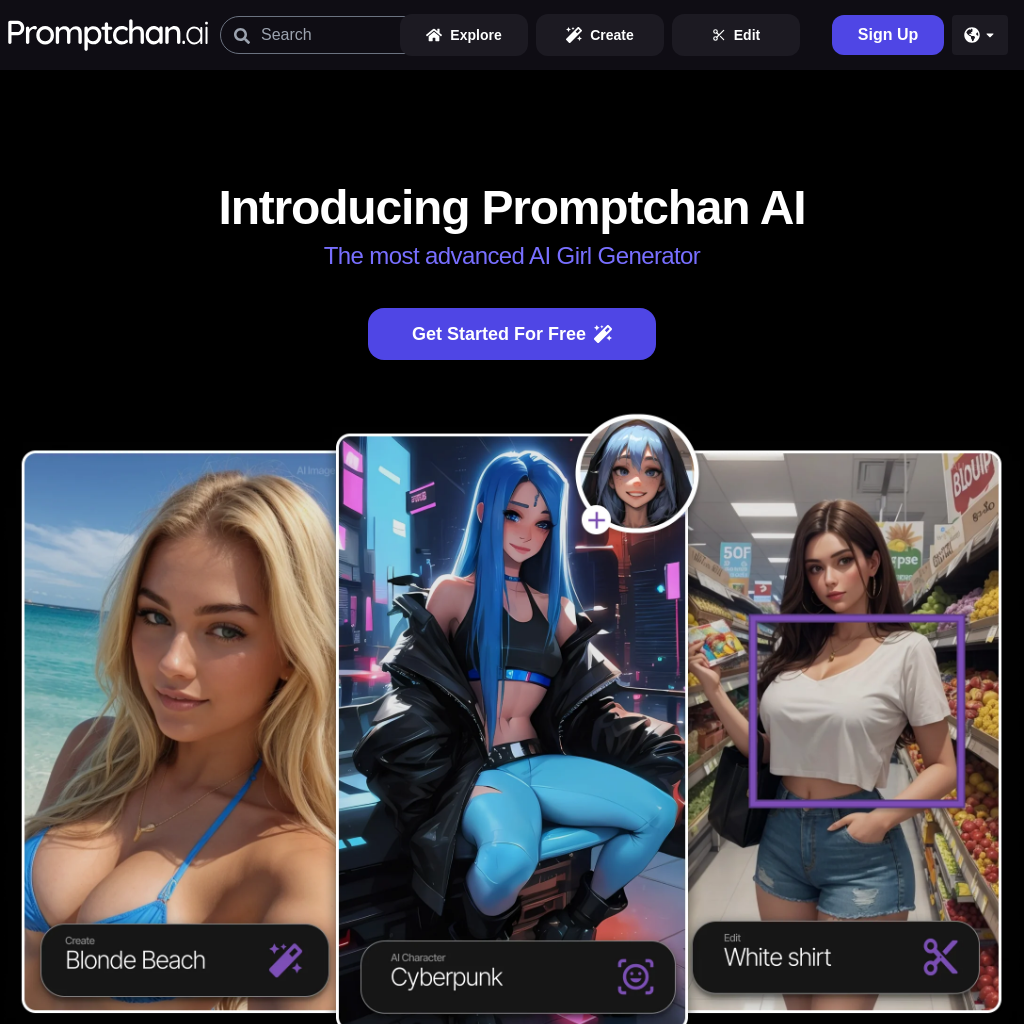 Promptchan.ai
Search
Explore
Create
Edit
Sign Up
Introducing Promptchan AI
The most advanced AI Girl Generator
Get Started For Free
AI Image
50F
Create
Blonde Beach
AI Character
Cyberpunk
Edit
White shirt